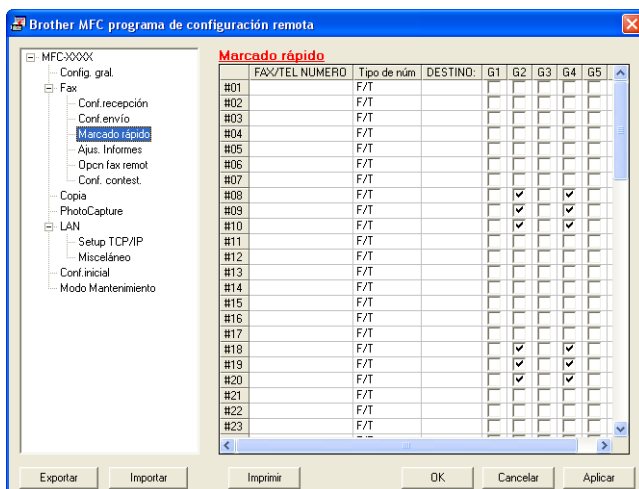 Brother MFC programa de configuración remota
MFC-XXXX
Config. gral.
Fax
Conf.recepción
Conf.envío
Marcado rápido
Ajus. Informes
Opcn fax remot
Conf. contest.
Copia
PhotoCapture
LAN
Setup TCP/IP
Misceláneo
Conf.inicial
Modo Mantenimiento
Marcado rápido
FAX/TEL NUMERO Tipo de núm DESTINO: G1 G2 G3 G4 G5
#01 F/T
#02 F/T
#03 F/T
#04 F/T
#05 F/T
#06 F/T
#07 F/T
#08 F/T
#09 F/T
#10 F/T
#11 F/T
#12 F/T
#13 F/T
#14 F/T
#15 F/T
#16 F/T
#17 F/T
#18 F/T
#19 F/T
#20 F/T
#21 F/T
#22 F/T
#23 F/T
Exportar Importar Imprimir OK Cancelar Aplicar